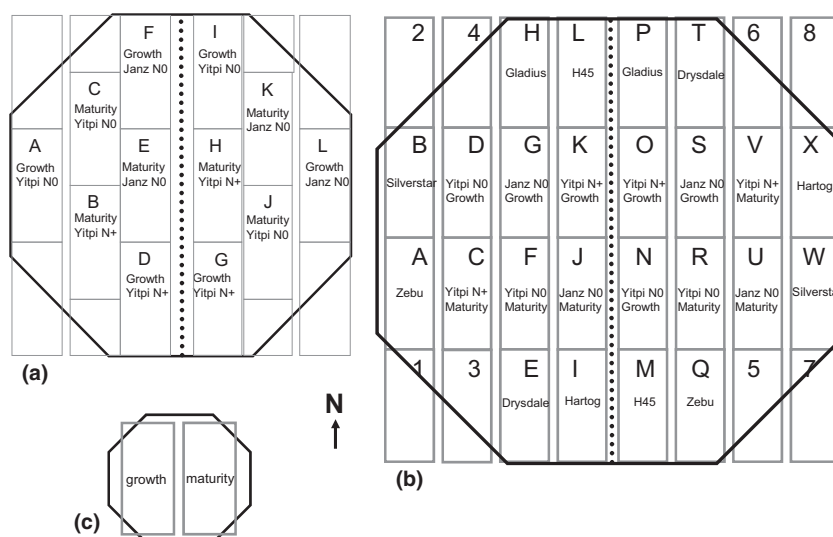 F
Growth
Janz N0
I
Growth
Yitpi N0
C
Maturity
Yitpi N0
K
Maturity
Janz N0
A
Growth
Yitpi N0
E
Maturity
Janz N0
H
Maturity
Yitpi N+
L
Growth
Janz N0
B
Maturity
Yitpi N+
J
Maturity
Yitpi N0
D
Growth
Yitpi N+
G
Growth
Yitpi N+
(a)
N
growth
maturity
(c)
2
4
H
Gladius
L
H45
P
Gladius
T
Drysdale
6
8
B
Silverstar
D
Yitpi N0
Growth
G
Janz N0
Growth
K
Yitpi N+
Growth
O
Yitpi N+
Growth
S
Janz N0
Growth
V
Yitpi N+
Maturity
X
Hartog
A
Zebu
C
Yitpi N+
Maturity
F
Yitpi N0
Maturity
J
Janz N0
Maturity
N
Yitpi N0
Growth
R
Yitpi N0
Maturity
U
Janz N0
Maturity
W
Silversta
1
3
E
Drysdale
I
Hartog
M
H45
Q
Zebu
5
7
(b)